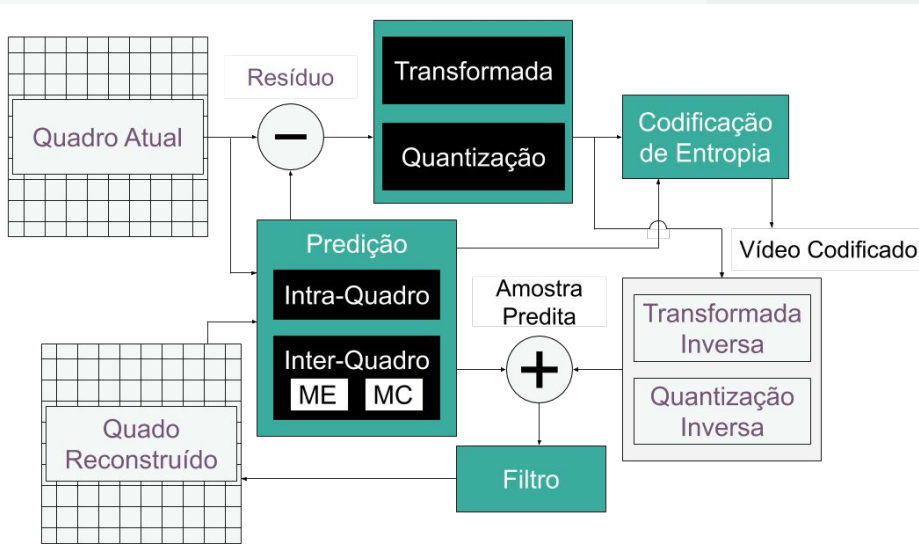 Quadro Atual
Resíduo
−
Transformada
Quantização
Codificação
de Entropia
Vídeo Codificado
Predição
Intra-Quadro
Inter-Quadro
ME
MC
Amostra
Predita
+
Transformada
Inversa
Quantização
Inversa
Quado
Reconstruído
Filtro